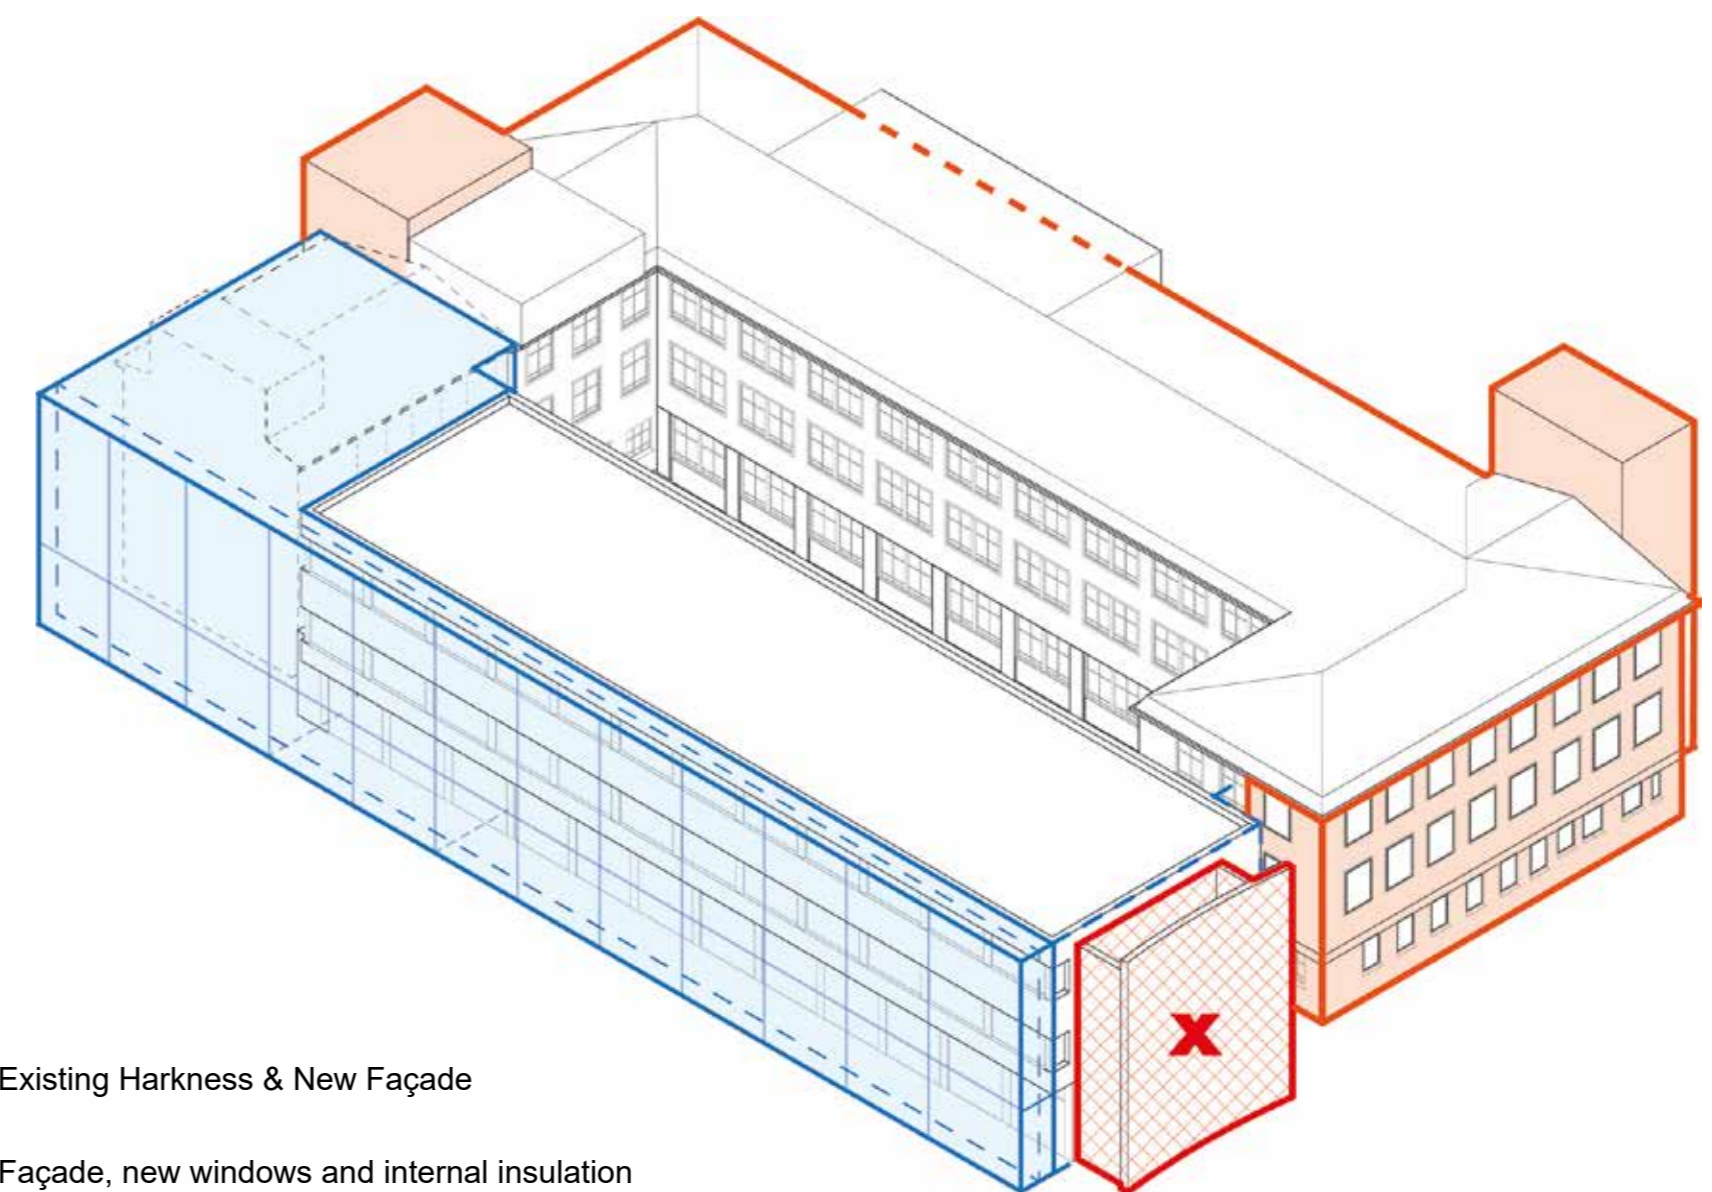 Existing Harkness & New Façade
Façade, new windows and internal insulation
X